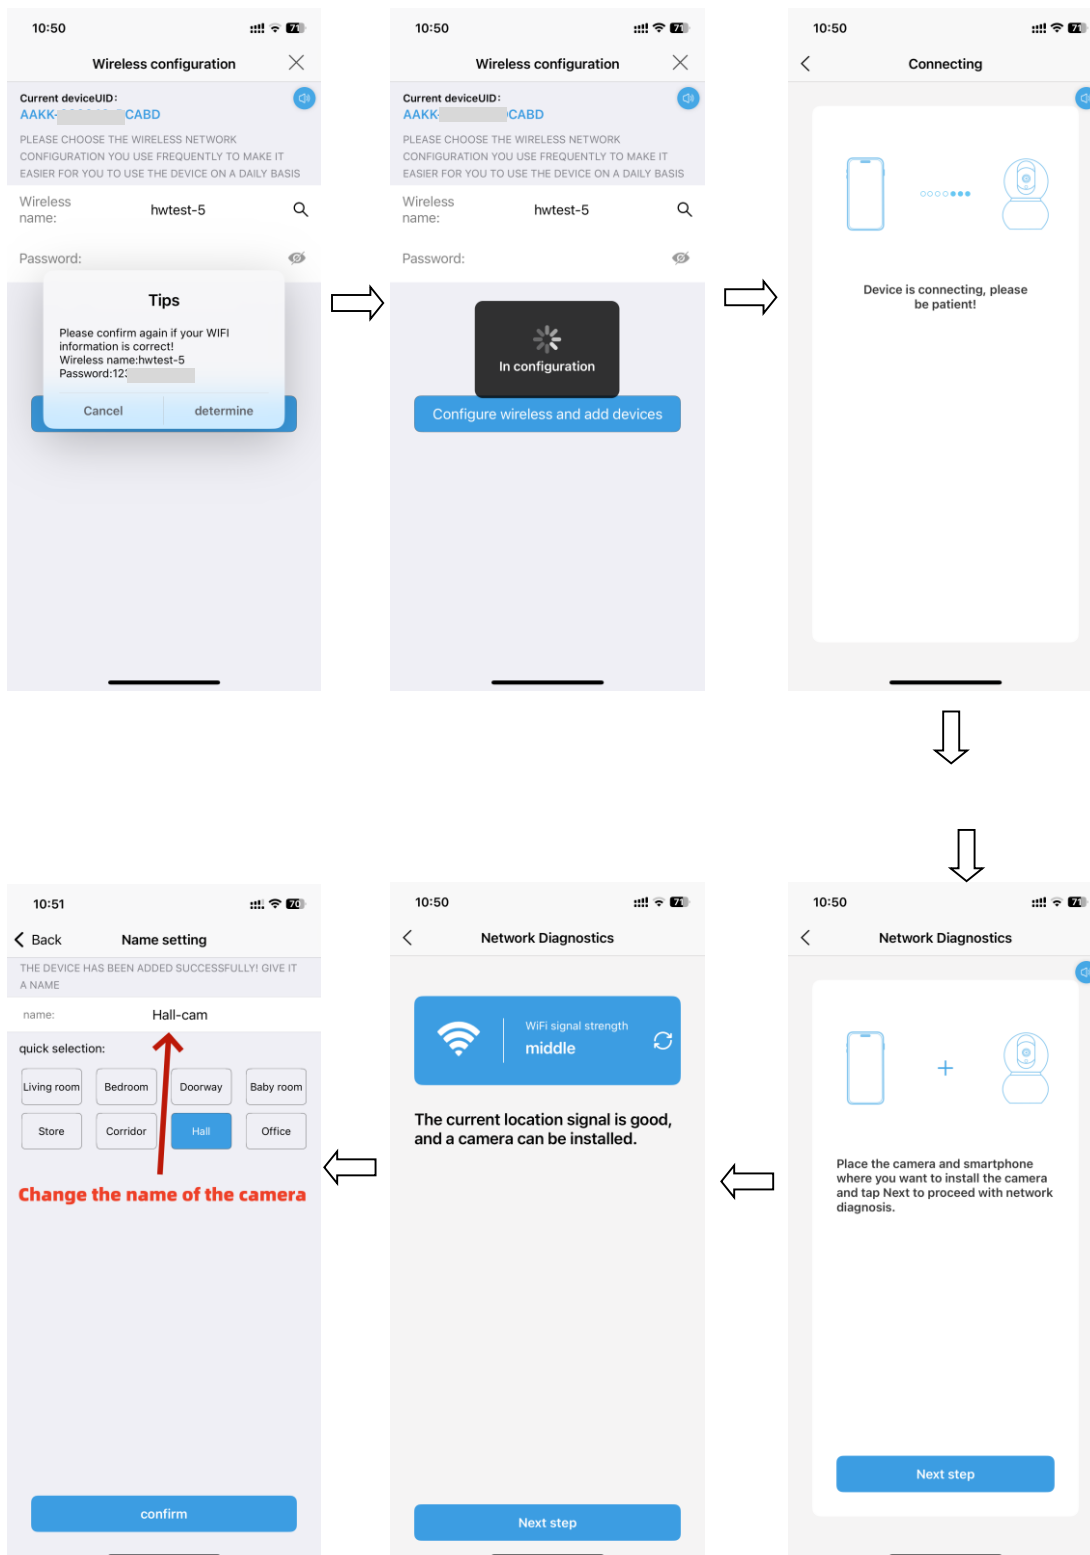 10:50
71
Wireless configuration
Current deviceUID:
AAKK- CABD
PLEASE CHOOSE THE WIRELESS NETWORK
CONFIGURATION YOU USE FREQUENTLY TO MAKE IT
EASIER FOR YOU TO USE THE DEVICE ON A DAILY BASIS
Wireless
name:
hwtest-5
Password:
Tips
Please confirm again if your WIFI
information is correct!
Wireless name:hwtest-5
Password:12
Cancel
determine
10:50
71
Wireless configuration
Current deviceUID:
AAKK- CABD
PLEASE CHOOSE THE WIRELESS NETWORK
CONFIGURATION YOU USE FREQUENTLY TO MAKE IT
EASIER FOR YOU TO USE THE DEVICE ON A DAILY BASIS
Wireless
name:
hwtest-5
Password:
In configuration
Configure wireless and add devices
10:50
71
Connecting
Device is connecting, please
be patient!
10:50
71
Network Diagnostics
Place the camera and smartphone
where you want to install the camera
and tap Next to proceed with network
diagnosis.
Next step
10:50
71
Network Diagnostics
WiFi signal strength
middle
The current location signal is good,
and a camera can be installed.
Next step
10:51
70
Back
Name setting
THE DEVICE HAS BEEN ADDED SUCCESSFULLY! GIVE IT
A NAME
name:
Hall-cam
quick selection:
Living room
Bedroom
Doorway
Baby room
Store
Corridor
Hall
Office
Change the name of the camera
confirm